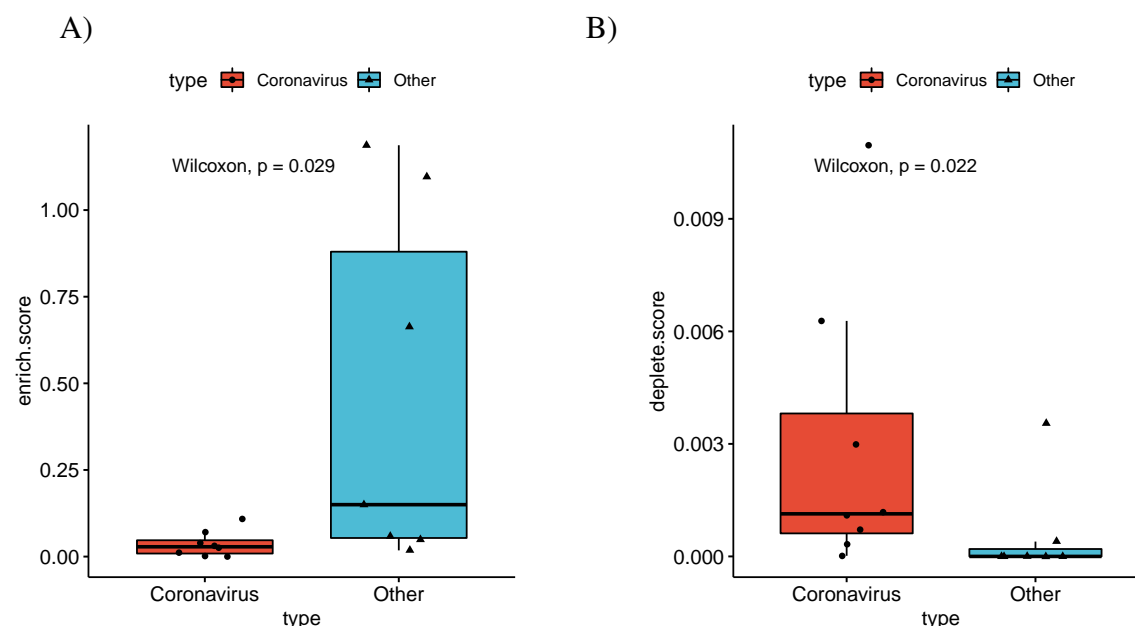 A)
type Coronavirus Other
Wilcoxon, p = 0.029
enrich.score
1.00
0.75
0.50
0.25
0.00
Coronavirus Other
type
B)
type Coronavirus Other
Wilcoxon, p = 0.022
deplete.score
0.009
0.006
0.003
0.000
Coronavirus Other
type